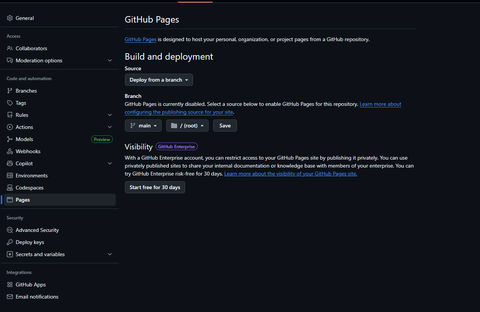 General
Access
Collaborators
Moderation options
Code and automation
Branches
Tags
Rules
Actions
Models Preview
Webhooks
Copilot
Environments
Codespaces
Pages
Security
Advanced Security
Deploy keys
Secrets and variables
Integrations
GitHub Apps
Email notifications
GitHub Pages
GitHub Pages is designed to host your personal, organization, or project pages from a GitHub repository.
Build and deployment
Source
Deploy from a branch
Branch
GitHub Pages is currently disabled. Select a source below to enable GitHub Pages for this repository. Learn more about
configuring the publishing source for your site.
main / (root) Save
Visibility GitHub Enterprise
With a GitHub Enterprise account, you can restrict access to your GitHub Pages site by publishing it privately. You can use
privately published sites to share your internal documentation or knowledge base with members of your enterprise. You can
try GitHub Enterprise risk-free for 30 days. Learn more about the visibility of your GitHub Pages site.
Start free for 30 days